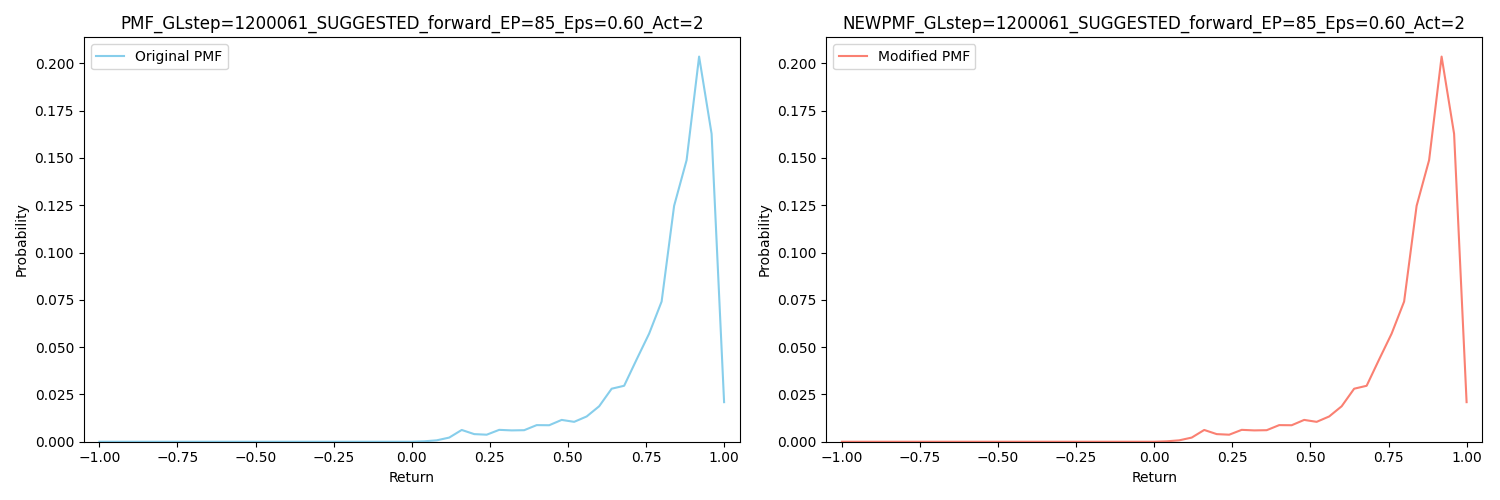 PMF_GLstep=1200061_SUGGESTED_forward_EP=85_Eps=0.60_Act=2
Original PMF
0.200
0.175
0.150
0.125
0.100
0.075
0.050
0.025
0.000
Probability
−1.00 −0.75 −0.50 −0.25 0.00 0.25 0.50 0.75 1.00
Return
NEWPMF_GLstep=1200061_SUGGESTED_forward_EP=85_Eps=0.60_Act=2
Modified PMF
0.200
0.175
0.150
0.125
0.100
0.075
0.050
0.025
0.000
Probability
−1.00 −0.75 −0.50 −0.25 0.00 0.25 0.50 0.75 1.00
Return